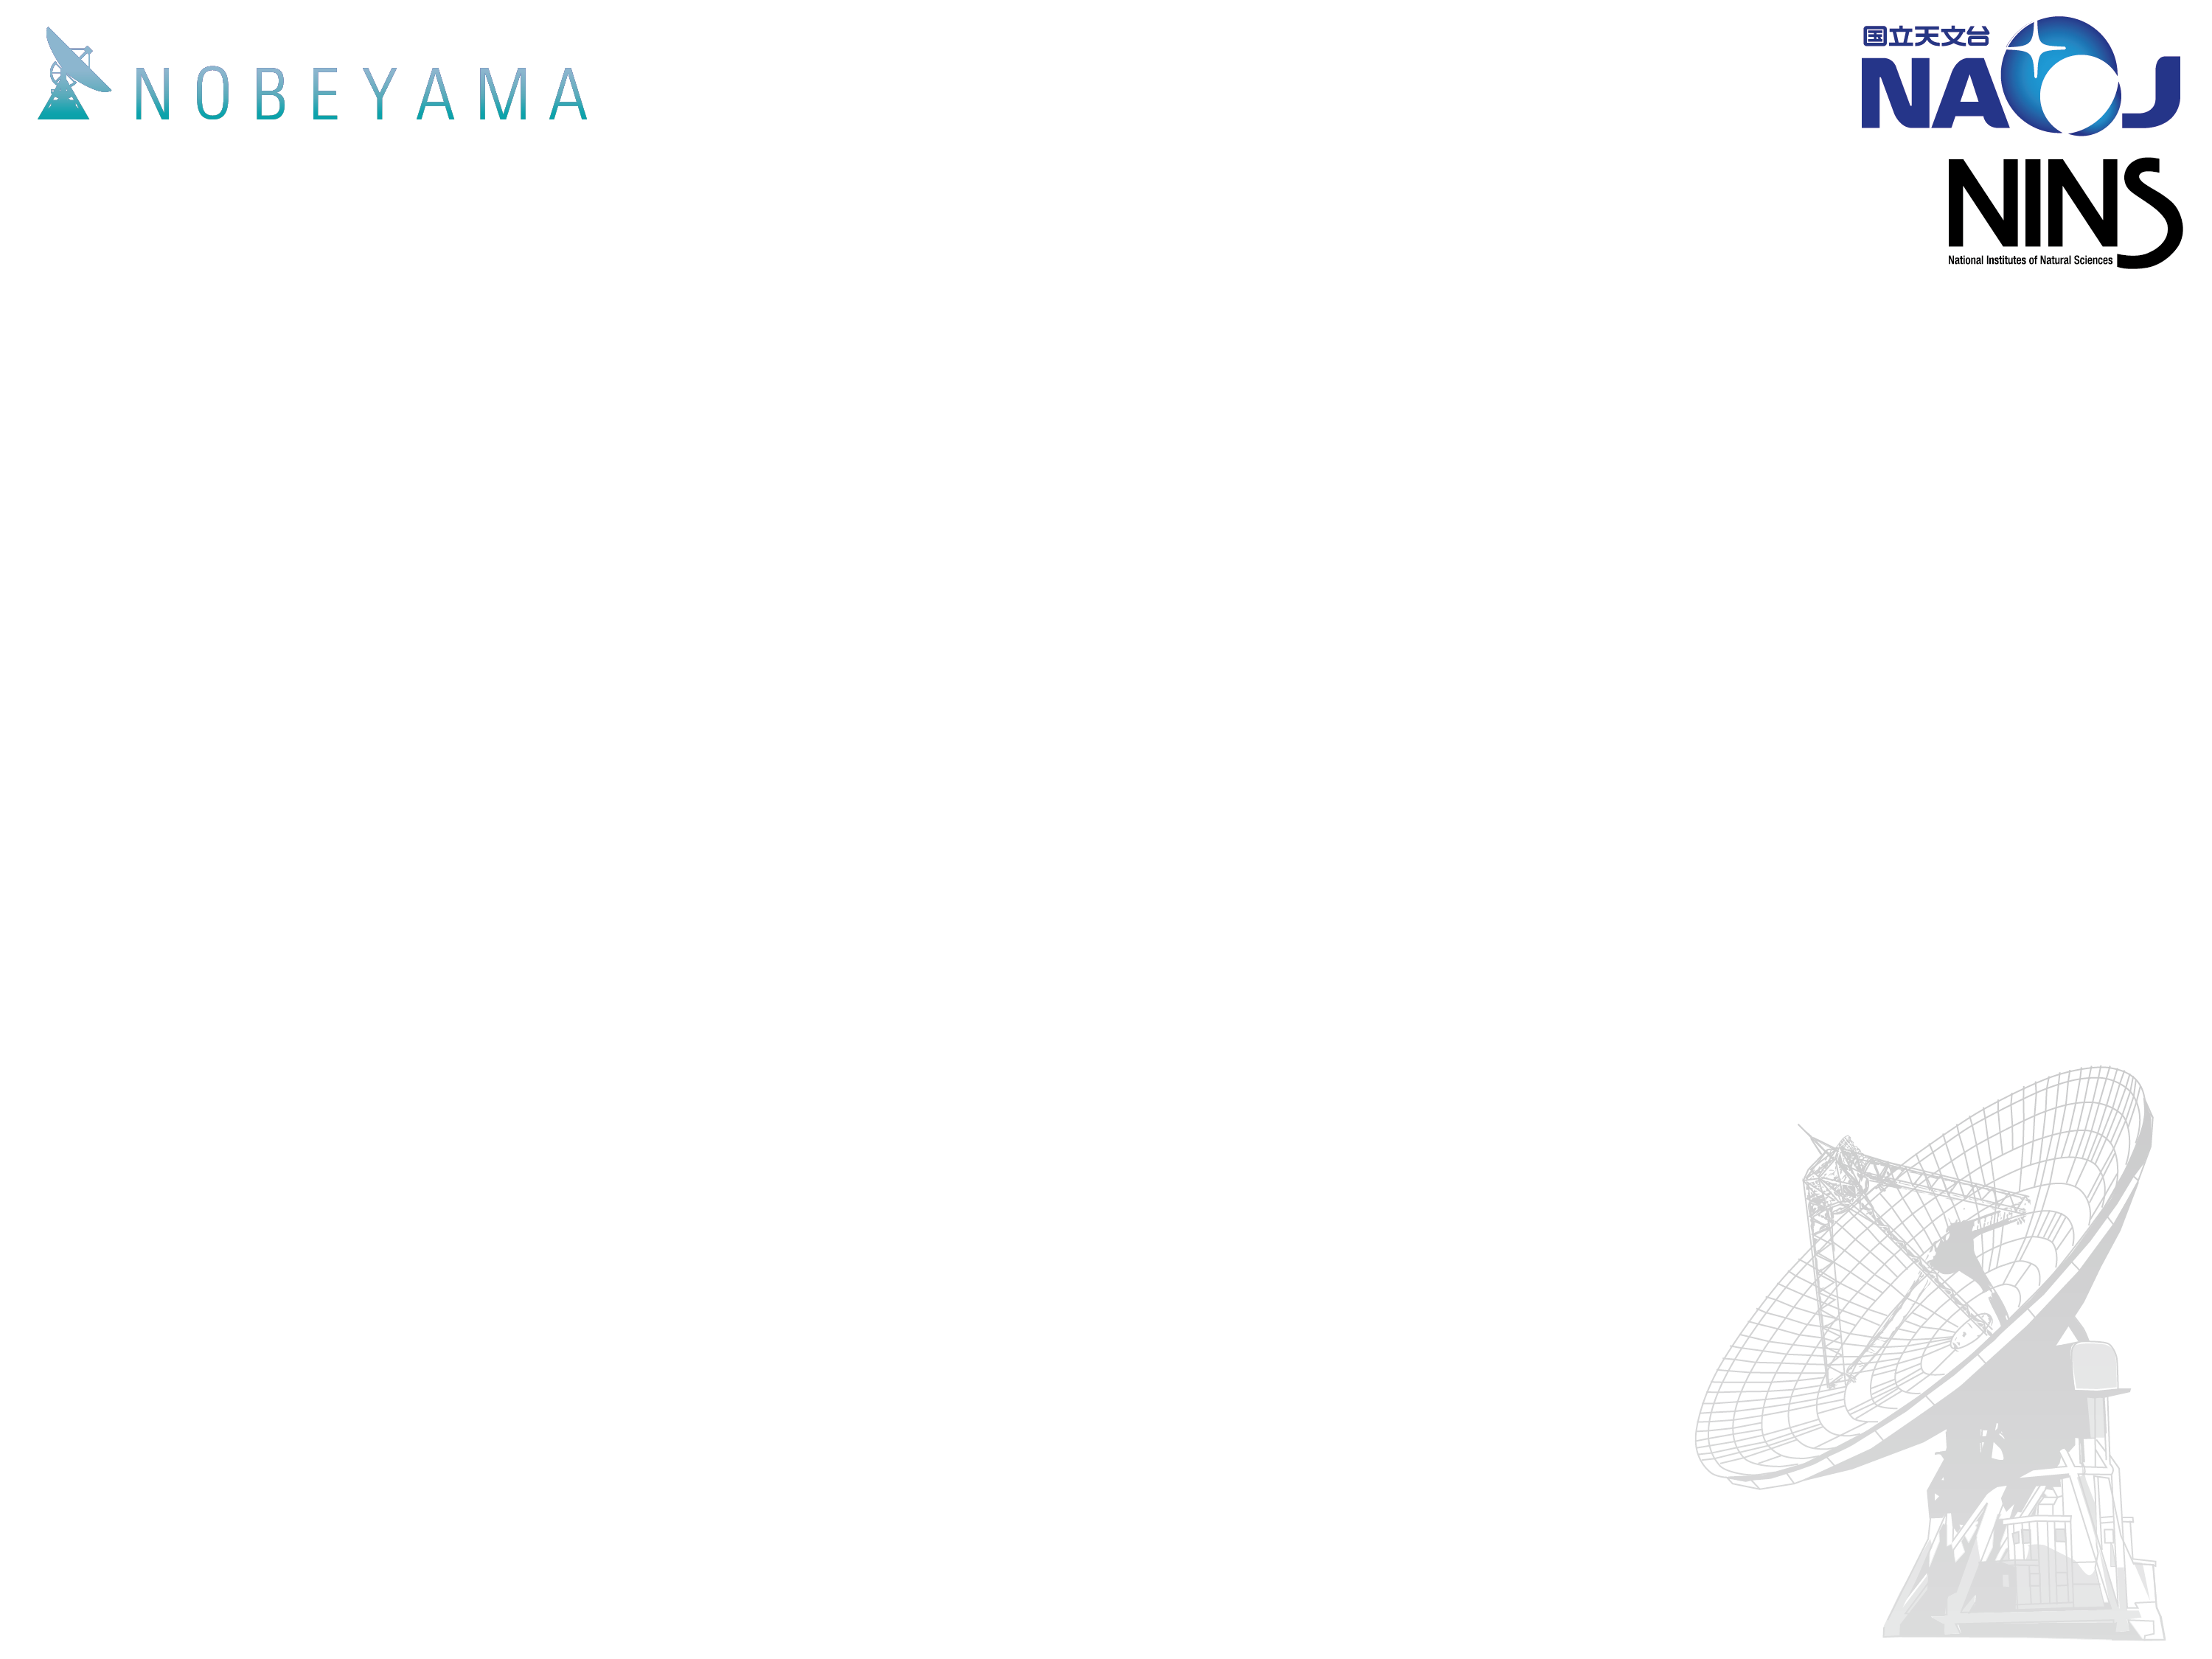 NOBEYAMA
国立天文台
NAOJ
NINS
National Institutes of Natural Sciences